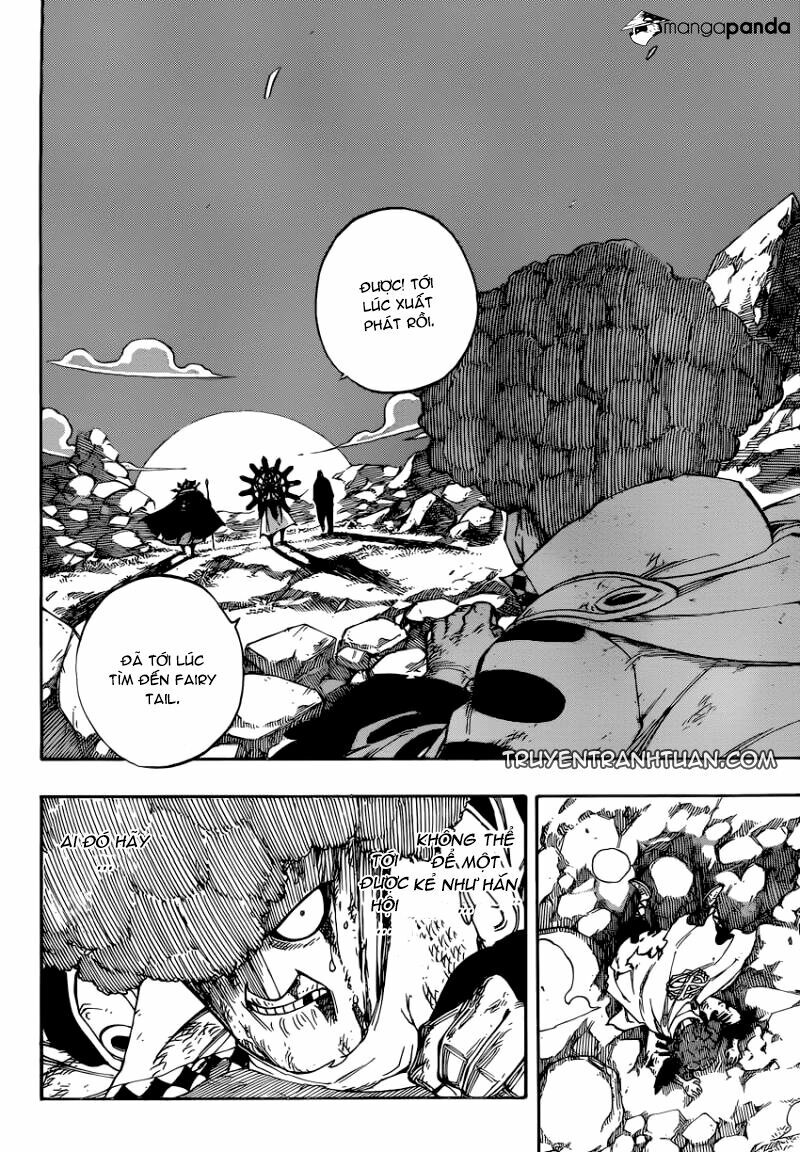 mangapanda
ĐƯỢC! TỚI
LÚC XUẤT
PHÁT RỒI.
ĐÃ TỚI LÚC
TÌM ĐẾN FAIRY
TAIL.
TRUYENTRANHTUAN.COM
KHÔNG THỂ
ĐỂ MỘT
KẺ NHƯ HẮN
...
TỚI
ĐƯỢC
HỘI
...
AI ĐÓ HÃY
...